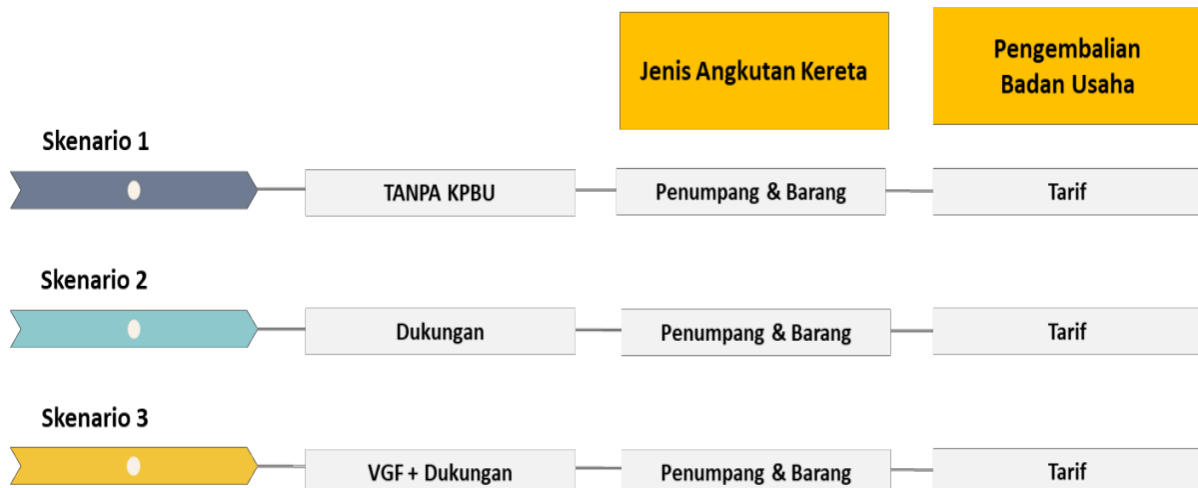 Jenis Angkutan Kereta
Pengembalian
Badan Usaha
Skenario 1
TANPA KPBU
Penumpang & Barang
Tarif
Skenario 2
Dukungan
Penumpang & Barang
Tarif
Skenario 3
VGF + Dukungan
Penumpang & Barang
Tarif